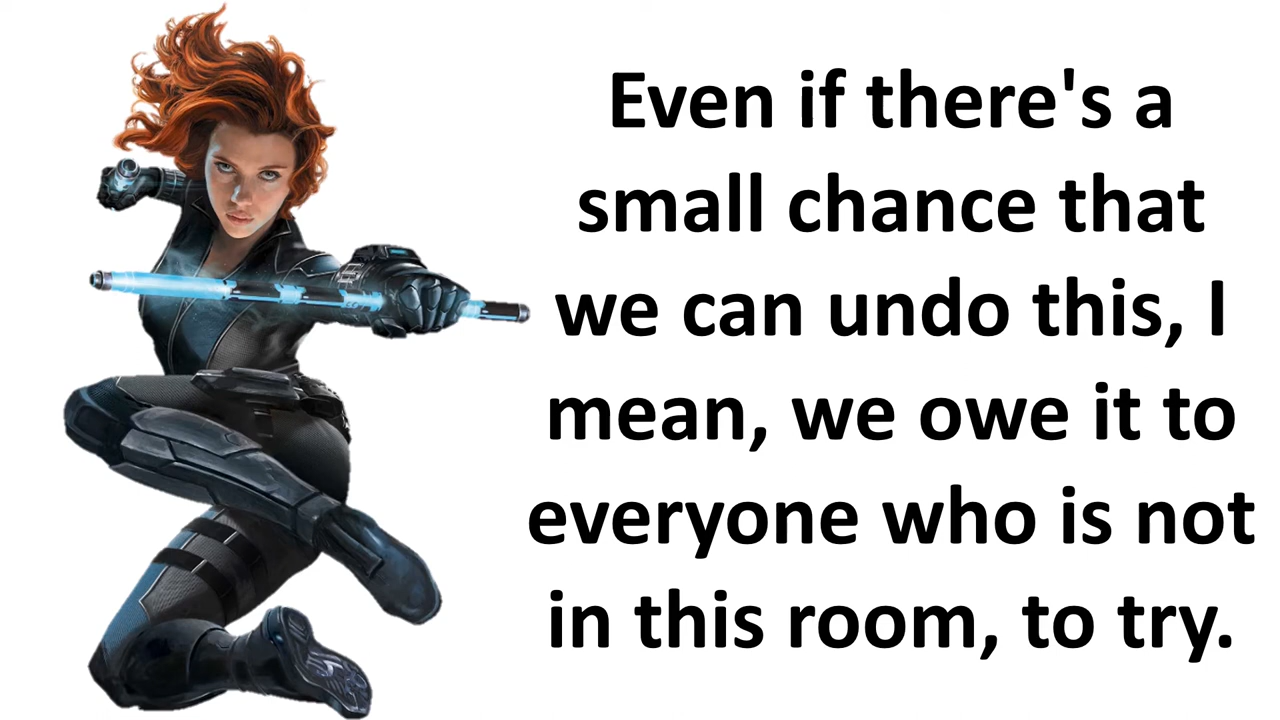 Even if there's a
small chance that
we can undo this, I
mean, we owe it to
everyone who is not
in this room, to try.